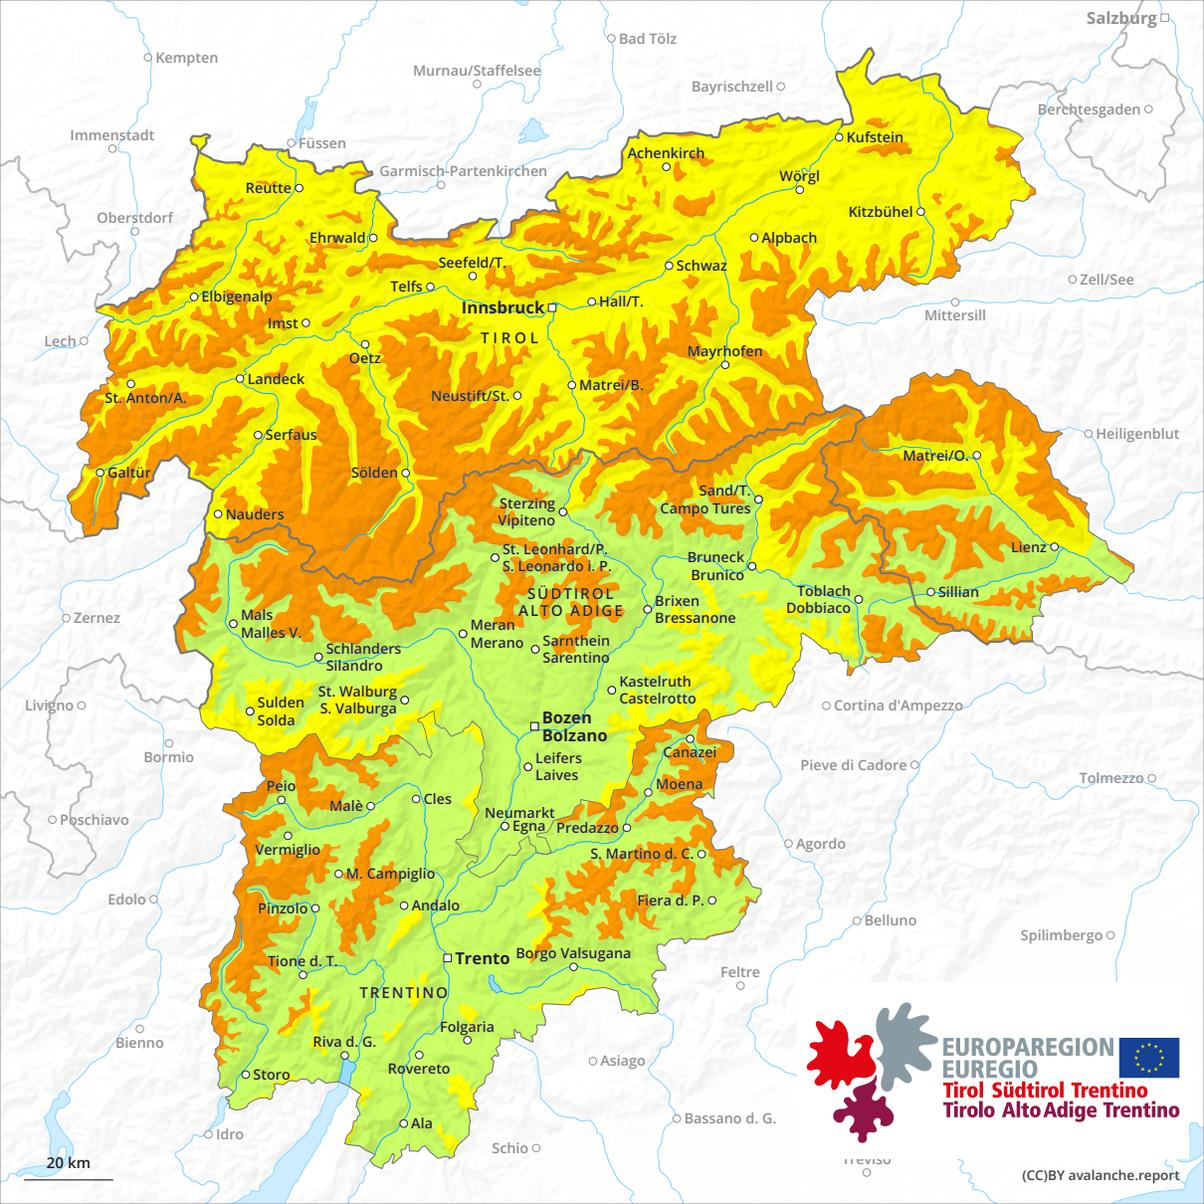 Salzburg
Bad Tölz
Kempten
Murnau/Staffelsee
Bayrischzell
Berchtesgaden
Immenstadt
Füssen
Kufstein
Achenkirch
Garmisch-Partenkirchen
Wörgl
Reutte
Oberstdorf
Kitzbühel
Ehrwald
Alpbach
Seefeld/T.
Schwaz
Zell/See
Telfs
Elbigenalp
Innsbruck
Hall/T.
Mittersill
Imst
TIROL
Lech
Oetz
Mayrhofen
Landeck
Matrei/B.
St. Anton/A.
Neustift/St.
Serfaus
Heiligenblut
Matrei/O.
Galtür
Sölden
Sand/T.
Campo Tures
Sterzing
Vipiteno
Nauders
Lienz
St. Leonhard/P.
S. Leonardo i. P.
Bruneck
Brunico
SÜDTIROL
ALTO ADIGE
Toblach
Dobbiaco
Sillian
Brixen
Bressanone
Zernez
Mals
Malles V.
Meran
Merano
Sarnthein
Sarentino
Schlanders
Silandro
Kastelruth
Castelrotto
St. Walburg
S. Valburga
Livigno
Sulden
Solda
Cortina d'Ampezzo
Bozen
Bolzano
Bormio
Canazei
Leifers
Laives
Pieve di Cadore
Tolmezzo
Peio
Moena
Malè
Cles
Poschiavo
Neumarkt
Egna
Predazzo
Vermiglio
Agordo
S. Martino d. C.
M. Campiglio
Edolo
Pinzolo
Andalo
Fiera d. P.
Belluno
Spilimbergo
Trento
Borgo Valsugana
Tione d. T.
Feltre
TRENTINO
Folgaria
Bienno
Riva d. G.
Rovereto
Asiago
Storo
EUROPAREGION
EUREGIO
Tirol Südtirol Trentino
Tirolo Alto Adige Trentino
Ala
Bassano d. G.
Idro
Schio
Treviso
20 km
(CC)BY avalanche.report